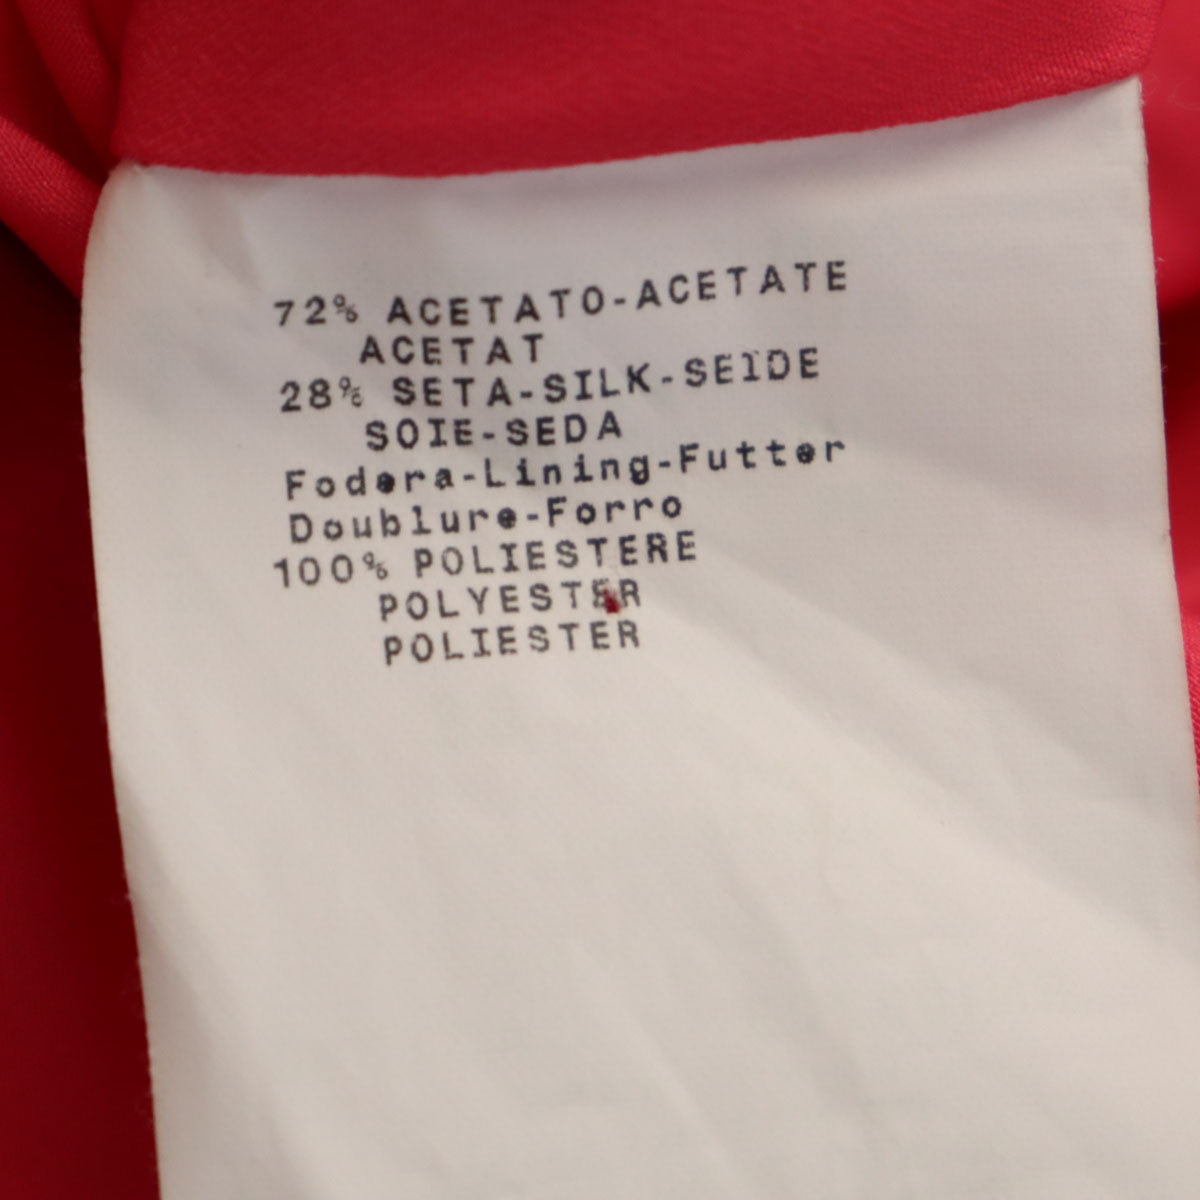 72% ACETATO-ACETATE
ACETAT
28% SETA-SILK-SEIDE
SOIE-SEDA
Fodera-Lining-Futter
Doublure-Forro
100% POLIESTERE
POLYESTER
POLIESTER